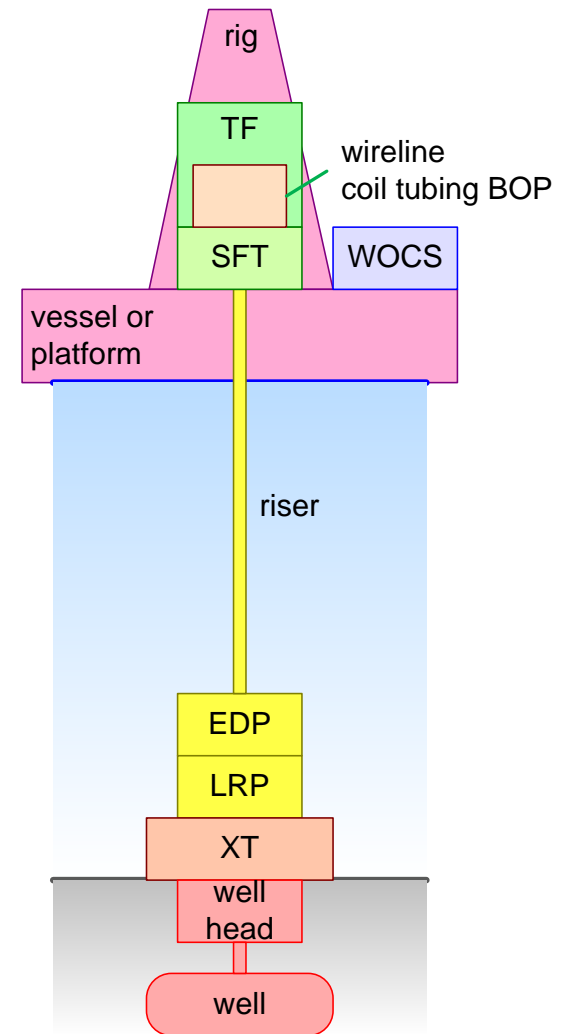 rig
TF
wireline
coil tubing BOP
SFT
WOCS
vessel or
platform
riser
EDP
LRP
XT
well
head
well